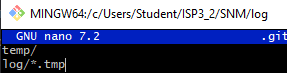 MINGW64:/c/Users/Student/ISP3_2/SNM/log
GNU nano 7.2 .git
temp/
log/*.tmp